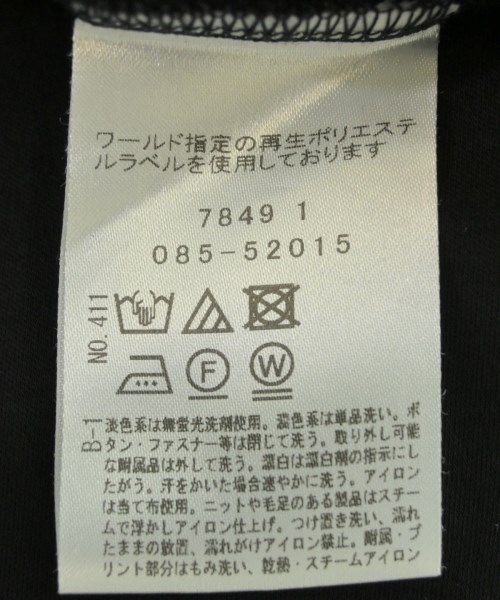 ワールド指定の再生ポリエステ
ルラベルを使用しております
7849 1
085-52015
NO.411
F
W
B-1
淡色系は無蛍光洗剤使用。濃色系は単品洗い。ボ
タン・ファスナー等は閉じて洗う。取り外し可能
な附属品は外して洗う。漂白は漂白剤の指示にし
たがう。汗をかいた場合速やかに洗う。アイロン
は当て布使用。ニットや毛足のある製品はスチー
ムで浮かしアイロン仕上げ。つけ置き洗い、濡れ
たままの放置、濡れがけアイロン禁止。附属・プ
リント部分はもみ洗い、乾熱・スチームアイロン